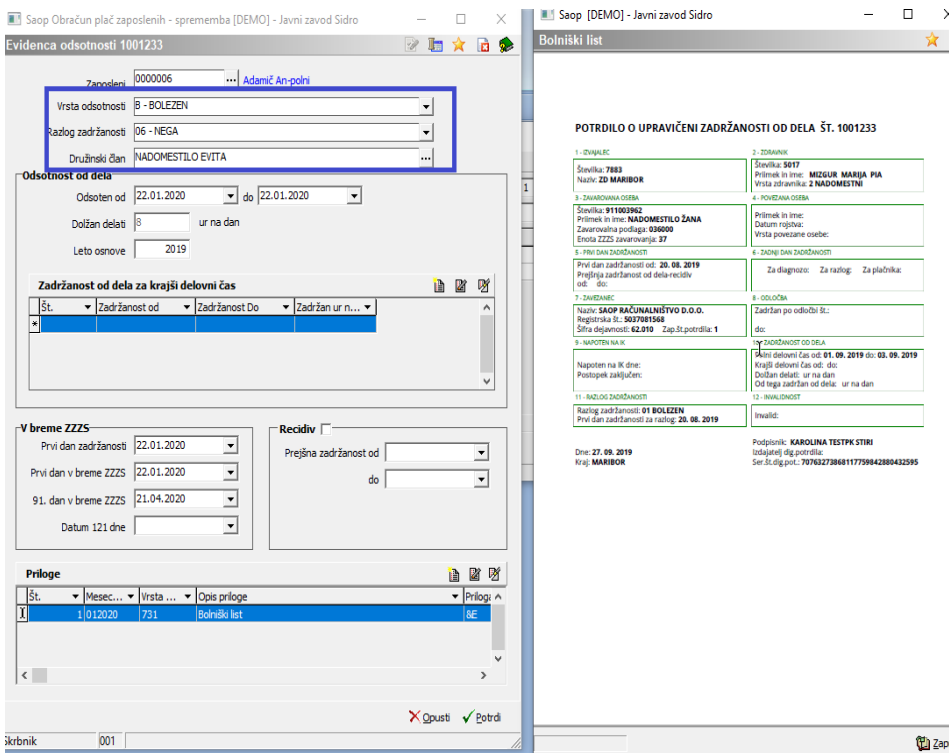 Saop Obračun plač zaposlenih - sprememba [DEMO] - Javni zavod Sidro
Evidenca odsotnosti 1001233
Zaposleni 0000006 ... Adamič An-polni
Vrsta odsotnosti B - BOLEZEN
Razlog zadržanosti 06 - NEGA
Družinski član NADOMESTILO EVITA ...
Odsotnost od dela
Odsoten od 22.01.2020 do 22.01.2020
Dolžan delati 8 ur na dan
Leto osnove 2019
Zadržanost od dela za krajši delovni čas
Št. Zadržanost od Zadržanost Do Zadržan ur n...
*
V breme ZZZS
Prvi dan zadržanosti 22.01.2020
Prvi dan v breme ZZZS 22.01.2020
91. dan v breme ZZZS 21.04.2020
Datum 121 dne
Recidiv
Prejšna zadržanost od
do
Priloge
Št. Mesec... Vrsta ... Opis priloge Priloga
1 012020 731 Bolniški list &E
Opusti Potrdi
Skrbnik 001
1
Saop [DEMO] - Javni zavod Sidro
Bolniški list
POTRDILO O UPRAVIČENI ZADRŽANOSTI OD DELA ŠT. 1001233
1 - IZVAJALEC
Številka: 7883
Naziv: ZD MARIBOR
2 - ZDRAVNIK
Številka: 5017
Priimek in ime: MIZGUR MARIJA PIA
Vrsta zdravnika: 2 NADOMESTNI
3 - ZAVAROVANA OSEBA
Številka: 911003962
Priimek in ime: NADOMESTILO ŽANA
Zavarovalna podlaga: 036000
Enota ZZZS zavarovanja: 37
4 - POVEZANA OSEBA
Priimek in ime:
Datum rojstva:
Vrsta povezane osebe:
5 - PRVI DAN ZADRŽANOSTI
Prvi dan zadržanosti od: 20. 08. 2019
Prejšnja zadržanost od dela-recidiv
od: do:
6 - ZADNJI DAN ZADRŽANOSTI
Za diagnozo: Za razlog: Za plačnika:
7 - ZAVEZANEC
Naziv: SAOP RAČUNALNIŠTVO D.O.O.
Registrska št.: 5037081568
Šifra dejavnosti: 62.010 Zap.št.potrdila: 1
8 - ODLOČBA
Zadržan po odločbi št.:
do:
9 - NAPOTEN NA IK
Napoten na IK dne:
Postopek zaključen:
10 - ZADRŽANOST OD DELA
Polni delovni čas od: 01. 09. 2019 do: 03. 09. 2019
Krajši delovni čas od: do:
Dolžan delati: ur na dan
Od tega zadržan od dela: ur na dan
11 - RAZLOG ZADRŽANOSTI
Razlog zadržanosti: 01 BOLEZEN
Prvi dan zadržanosti za razlog: 20. 08. 2019
12 - INVALIDNOST
Invalid:
Dne: 27. 09. 2019
Kraj: MARIBOR
Podpisnik: KAROLINA TESTPK STIRI
Izdajatelj dig.potrdila:
Ser.št.dig.pot.: 70763273868117759842880432595
Zap